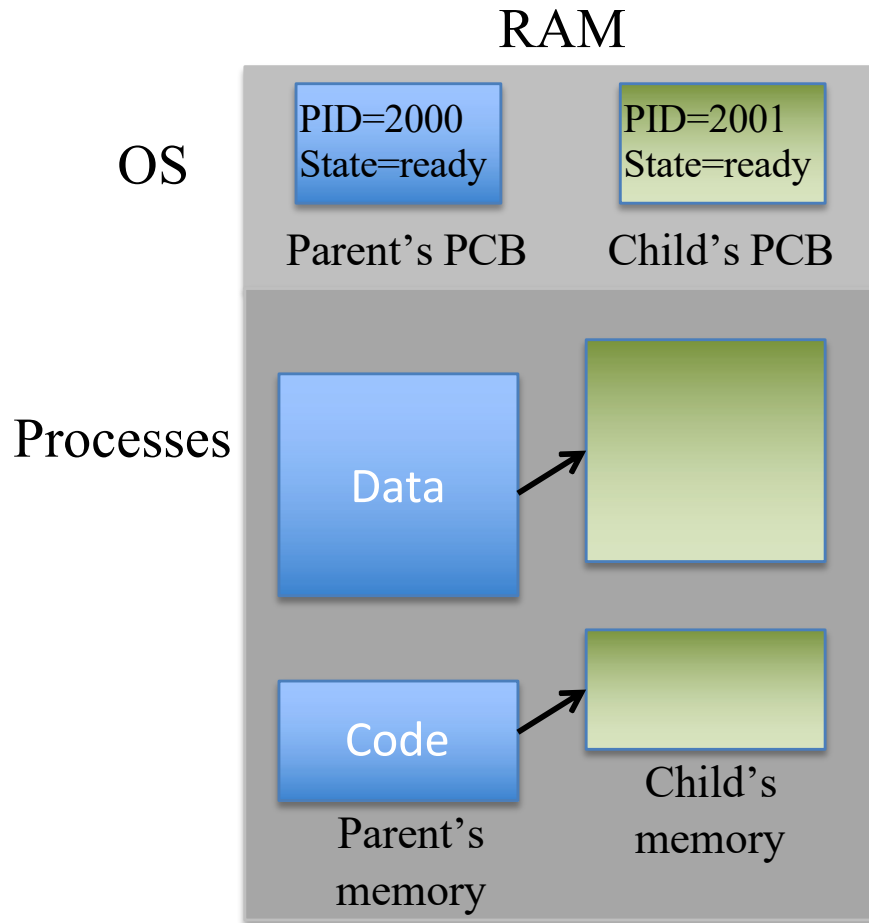 RAM
OS
PID=2000
State=ready
PID=2001
State=ready
Parent’s PCB
Child’s PCB
Processes
Data
Code
Parent’s
memory
Child’s
memory